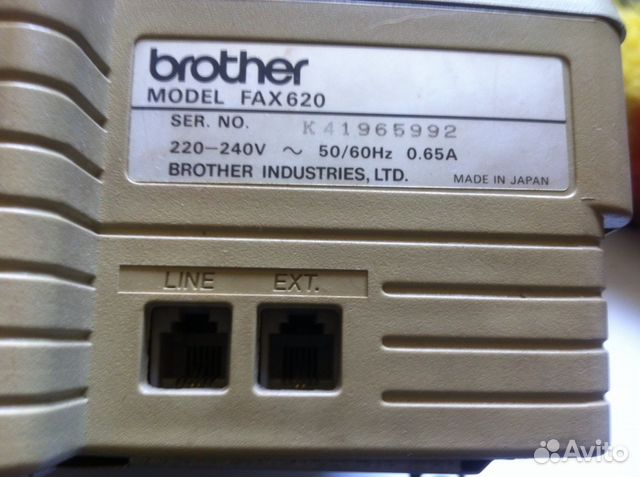 brother
MODEL FAX620
SER. NO. K41965992
220-240V ~ 50/60Hz 0.65A
BROTHER INDUSTRIES, LTD. MADE IN JAPAN
LINE EXT.
Avito